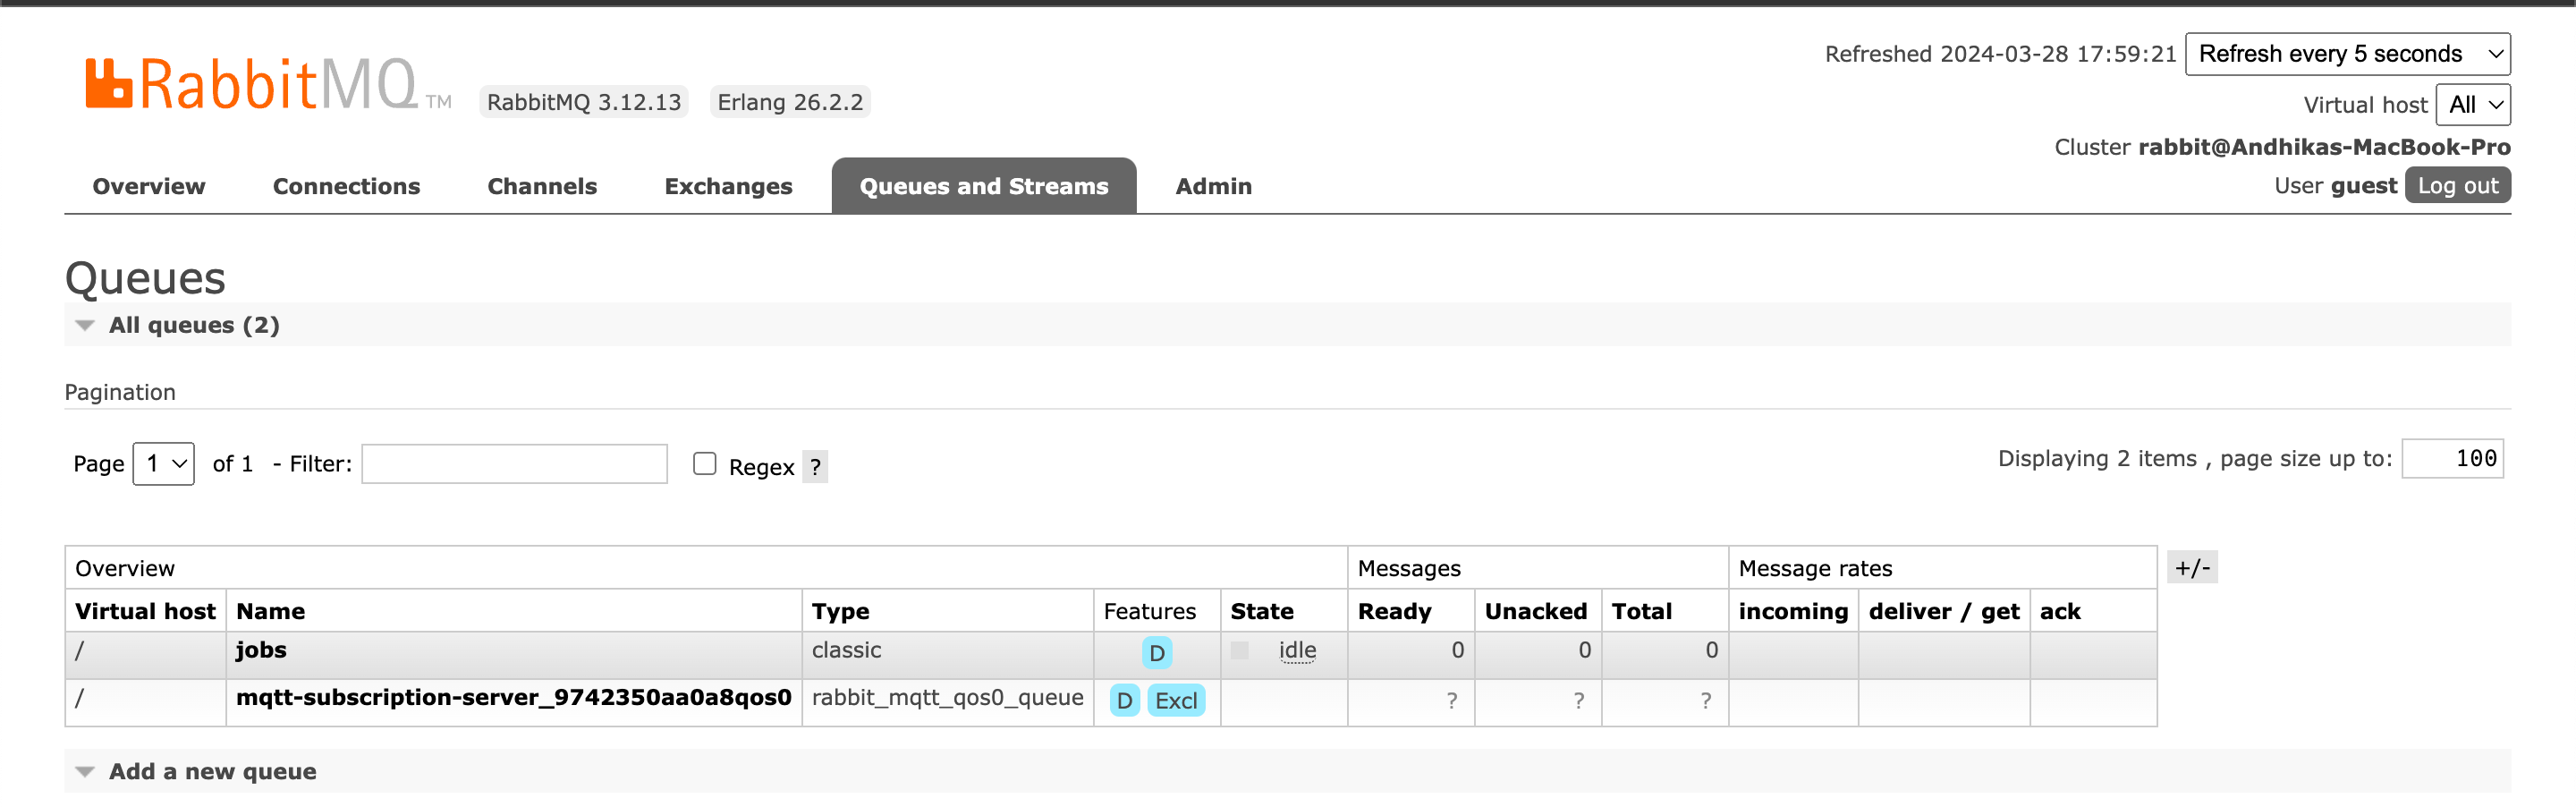 Refreshed 2024-03-28 17:59:21 Refresh every 5 seconds
RabbitMQ TM RabbitMQ 3.12.13 Erlang 26.2.2
Virtual host All
Cluster rabbit@Andhikas-MacBook-Pro
User guest Log out
Overview Connections Channels Exchanges Queues and Streams Admin
Queues
All queues (2)
Pagination
Page 1 of 1 - Filter: Regex ? Displaying 2 items , page size up to: 100
Overview Messages Message rates +/-
Virtual host Name Type Features State Ready Unacked Total incoming deliver / get ack
/ jobs classic D idle 0 0 0
/ mqtt-subscription-server_9742350aa0a8qos0 rabbit_mqtt_qos0_queue D Excl ? ? ?
Add a new queue